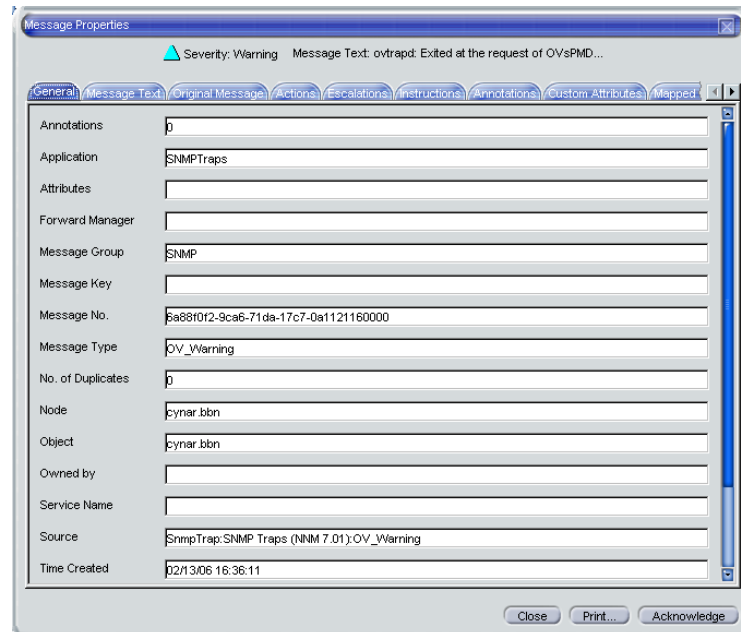 Message Properties
Severity: Warning Message Text: ovtrapd: Exited at the request of OVsPMD...
General Message Text Original Message Actions Escalations Instructions Annotations Custom Attributes Mapped
Annotations 0
Application SNMPTraps
Attributes
Forward Manager
Message Group SNMP
Message Key
Message No. 6a88f0f2-9ca6-71da-17c7-0a1121160000
Message Type OV_Warning
No. of Duplicates 0
Node cynar.bbn
Object cynar.bbn
Owned by
Service Name
Source SnmpTrap:SNMP Traps (NNM 7.01):OV_Warning
Time Created 02/13/06 16:36:11
Close Print... Acknowledge